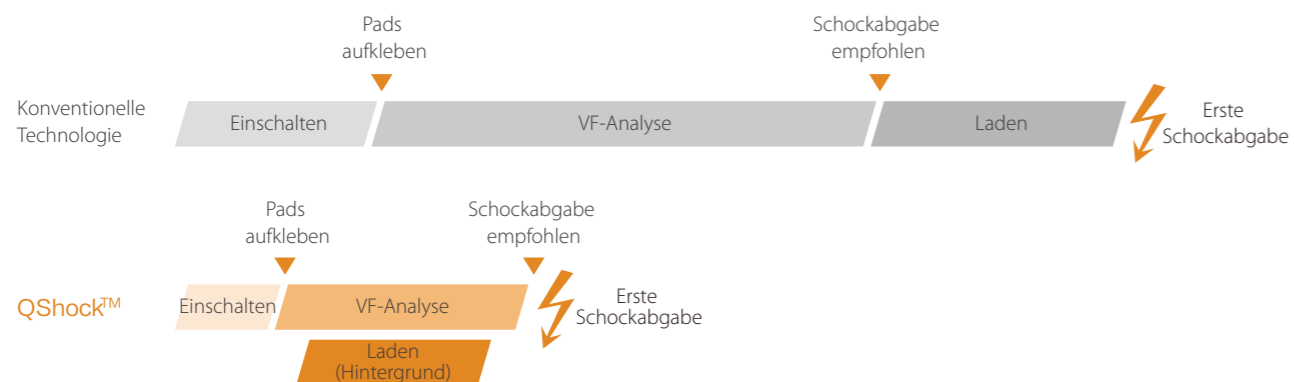 Pads
aufkleben
Schockabgabe
empfohlen
Konventionelle
Technologie
Einschalten
VF-Analyse
Laden
Erste
Schockabgabe
Pads
aufkleben
Schockabgabe
empfohlen
QShock™
Einschalten
VF-Analyse
Erste
Schockabgabe
Laden
(Hintergrund)